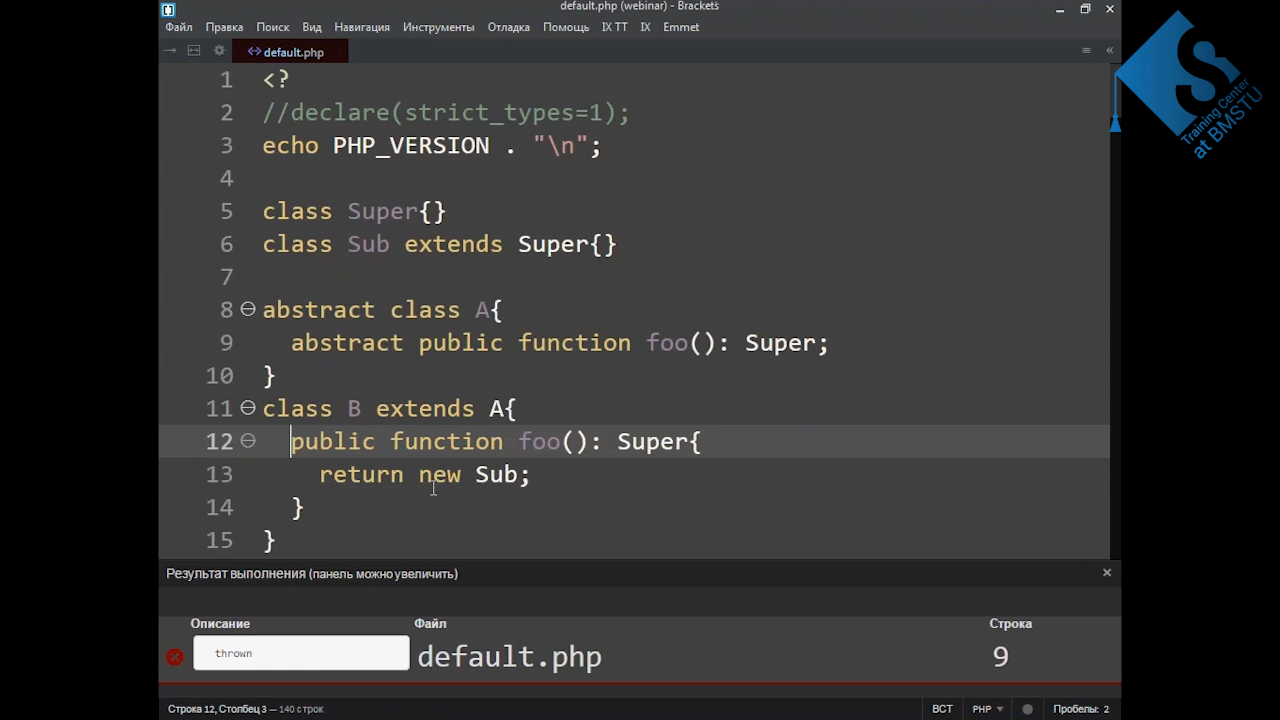 default.php (webinar) - Brackets
Файл Правка Поиск Вид Навигация Инструменты Отладка Помощь IX TT IX Emmet
default.php
1 <?
2 //declare(strict_types=1);
3 echo PHP_VERSION . "\n";
4
5 class Super{}
6 class Sub extends Super{}
7
8 abstract class A{
9 abstract public function foo(): Super;
10 }
11 class B extends A{
12 public function foo(): Super{
13 return new Sub;
14 }
15 }
Результат выполнения (панель можно увеличить)
Описание Файл Строка
thrown default.php 9
Строка 12, Столбец 3 — 140 строк ВСТ PHP Пробелы: 2
S
Training Center
at BMSTU